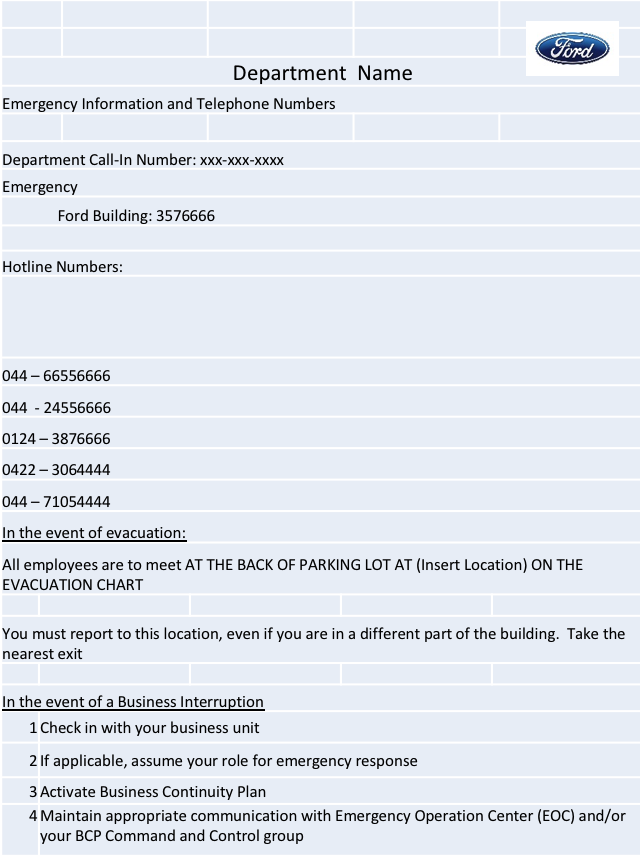 Ford
Department  Name
Emergency Information and Telephone Numbers
Department Call-In Number: xxx-xxx-xxxx
Emergency
Ford Building: 3576666
Hotline Numbers:
044 – 66556666
044  - 24556666
0124 – 3876666
0422 – 3064444
044 – 71054444
In the event of evacuation:
All employees are to meet AT THE BACK OF PARKING LOT AT (Insert Location) ON THE
EVACUATION CHART
You must report to this location, even if you are in a different part of the building.  Take the
nearest exit
In the event of a Business Interruption
1 Check in with your business unit
2 If applicable, assume your role for emergency response
3 Activate Business Continuity Plan
4 Maintain appropriate communication with Emergency Operation Center (EOC) and/or
your BCP Command and Control group